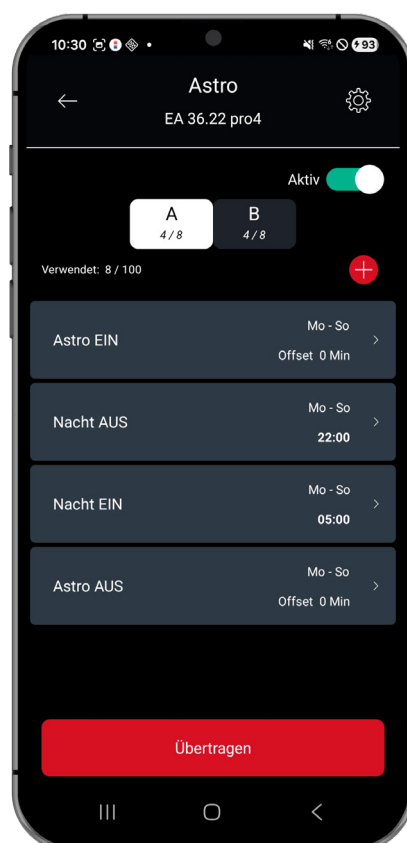 10:30
93
Astro
EA 36.22 pro4
Aktiv
A
B
4 / 8
4 / 8
Verwendet: 8 / 100
Astro EIN
Mo - So
Offset 0 Min
Nacht AUS
Mo - So
22:00
Nacht EIN
Mo - So
05:00
Astro AUS
Mo - So
Offset 0 Min
Übertragen